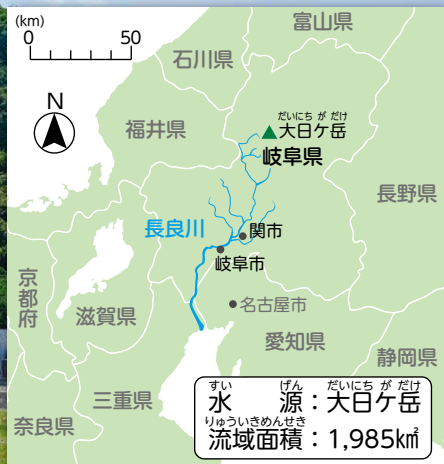 (km)
0 50
N
富山県
石川県
福井県
だいにちがだけ
大日ケ岳
岐阜県
長野県
長良川
関市
岐阜市
京都府
滋賀県
名古屋市
愛知県
静岡県
三重県
奈良県
すい げん だいにちがだけ
水 源：大日ケ岳
りゅういきめんせき
流域面積：1,985㎢